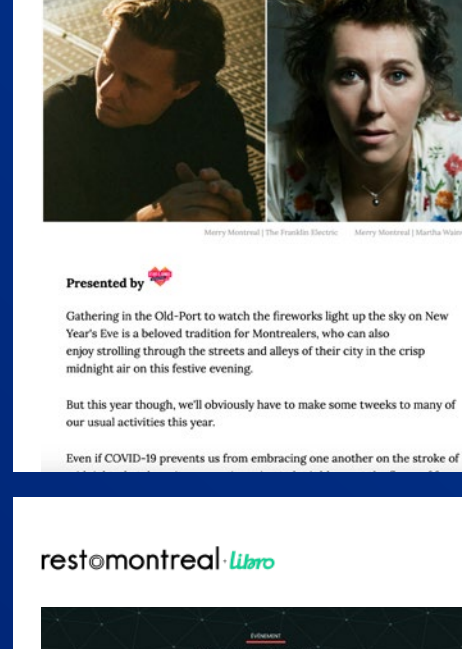 Merry Montreal | The Franklin Electric Merry Montreal | Martha Wain
Presented by
Gathering in the Old-Port to watch the fireworks light up the sky on New
Year's Eve is a beloved tradition for Montrealers, who can also
enjoy strolling through the streets and alleys of their city in the crisp
midnight air on this festive evening.
But this year though, we'll obviously have to make some tweeks to many of
our usual activities this year.
Even if COVID-19 prevents us from embracing one another on the stroke of
restomontreal·libro
ÉVÉNEMENT